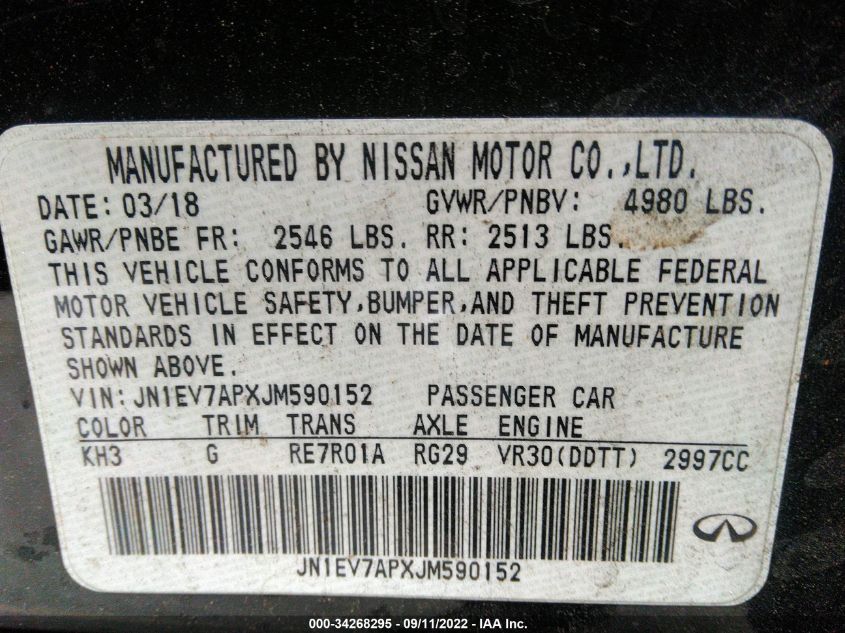 MANUFACTURED BY NISSAN MOTOR CO.,LTD.
DATE: 03/18 GVWR/PNBV: 4980 LBS.
GAWR/PNBE FR: 2546 LBS. RR: 2513 LBS.
THIS VEHICLE CONFORMS TO ALL APPLICABLE FEDERAL
MOTOR VEHICLE SAFETY,BUMPER,AND THEFT PREVENTION
STANDARDS IN EFFECT ON THE DATE OF MANUFACTURE
SHOWN ABOVE.
VIN:JN1EV7APXJM590152 PASSENGER CAR
COLOR TRIM TRANS AXLE ENGINE
KH3 G RE7R01A RG29 VR30(DDTT) 2997CC
JN1EV7APXJM590152
000-34268295 - 09/11/2022 - IAA Inc.